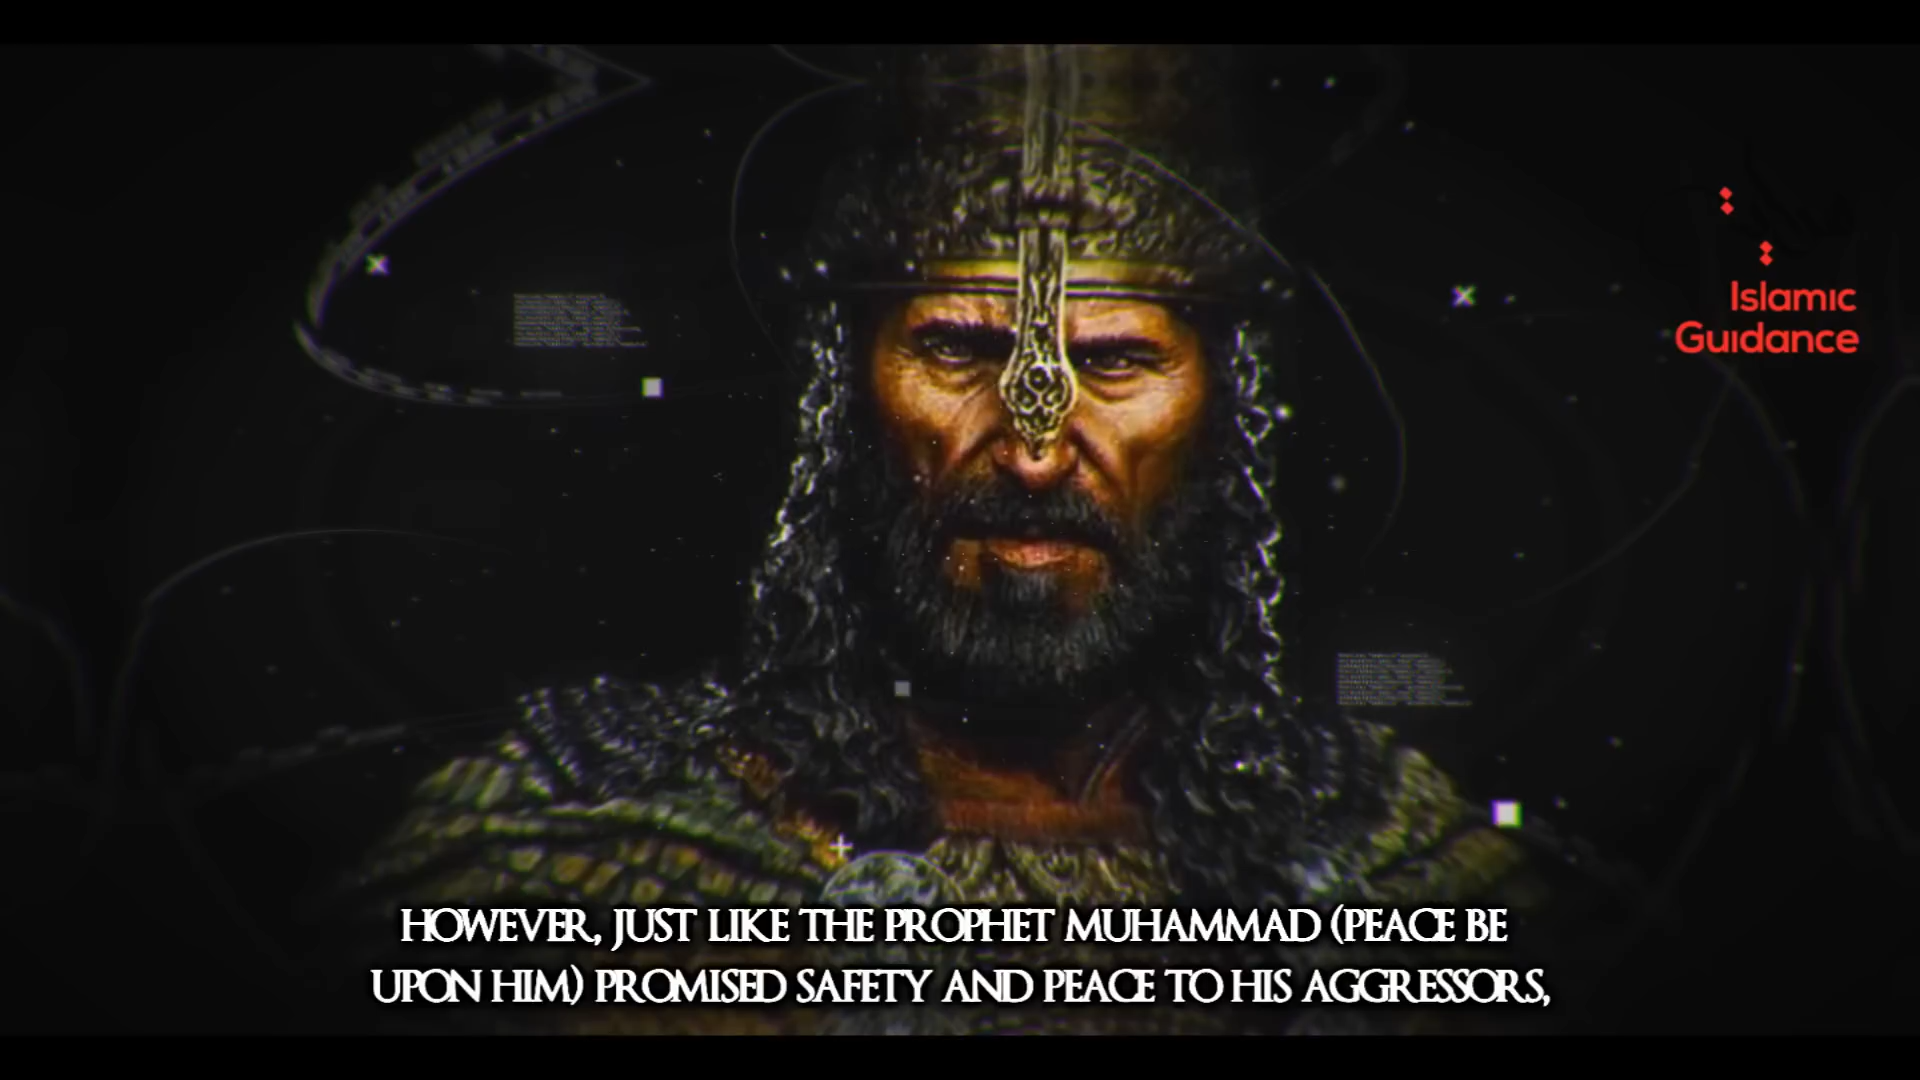 Islamic
Guidance
HOWEVER, JUST LIKE THE PROPHET MUHAMMAD (PEACE BE
UPON HIM) PROMISED SAFETY AND PEACE TO HIS AGGRESSORS,